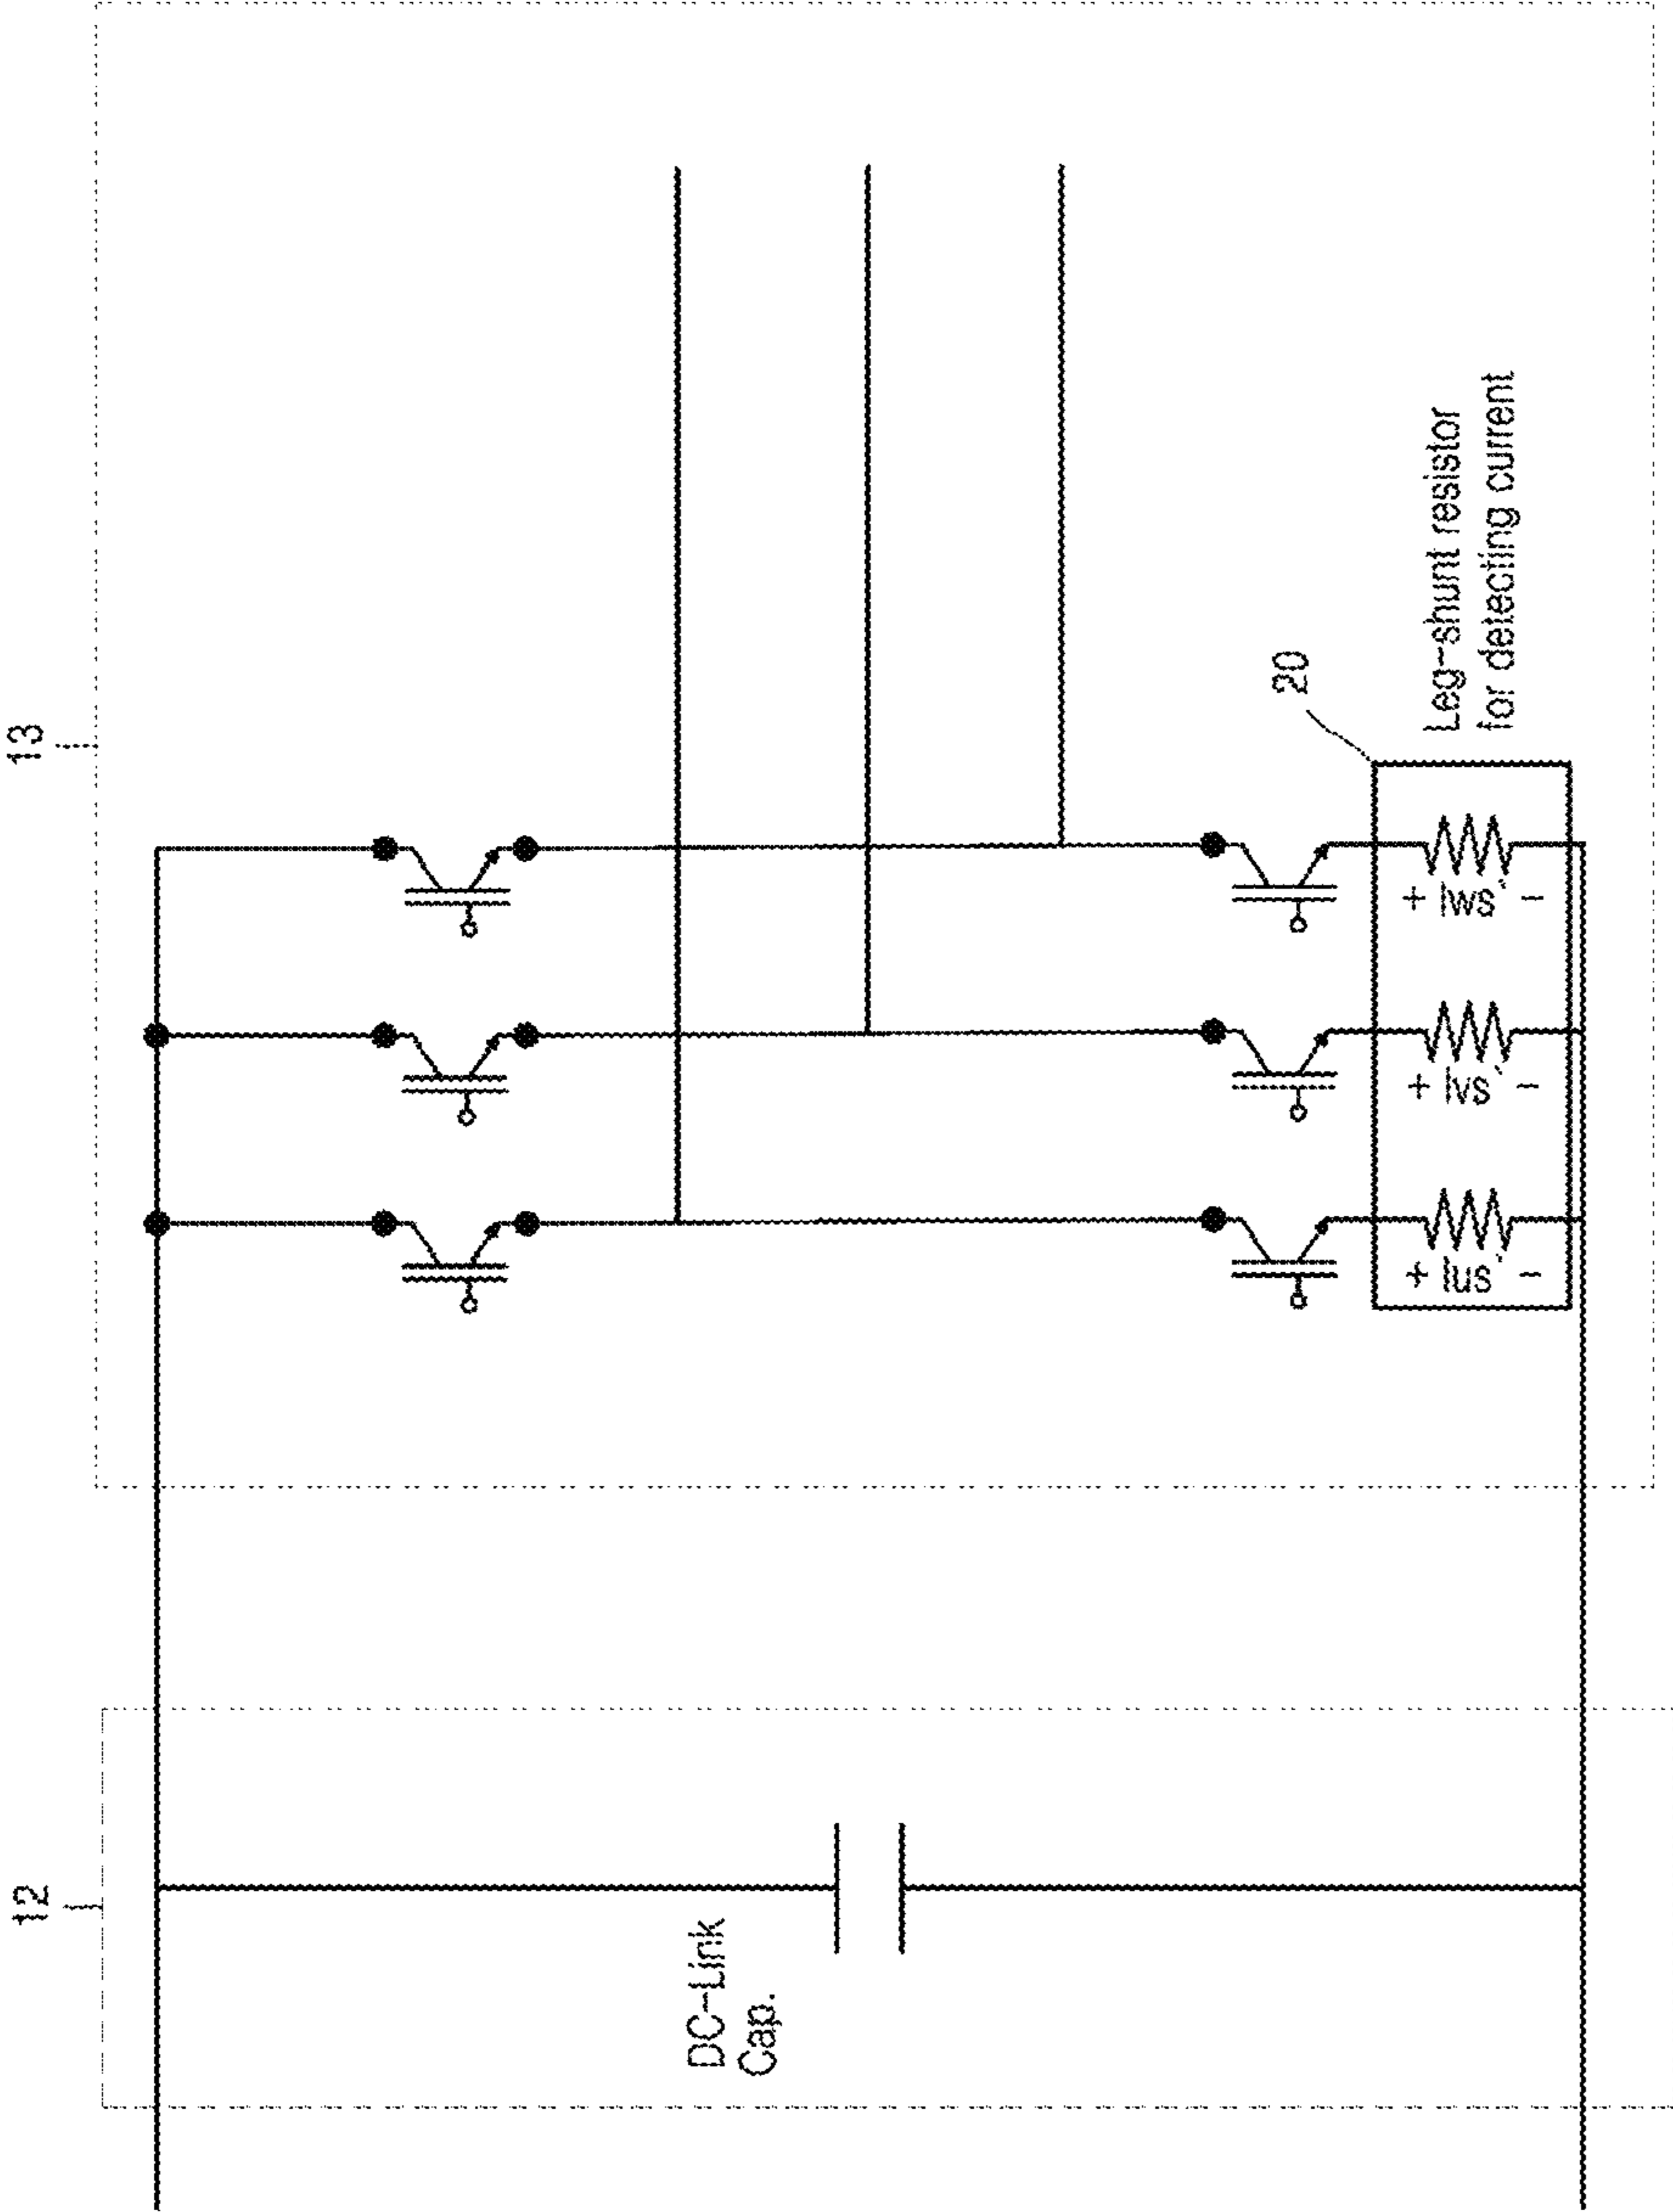 12
13
DC-Link
Cap.
20
Leg-shunt resistor
for detecting current
+ Ius' -
+ Ivs' -
+ Iws' -